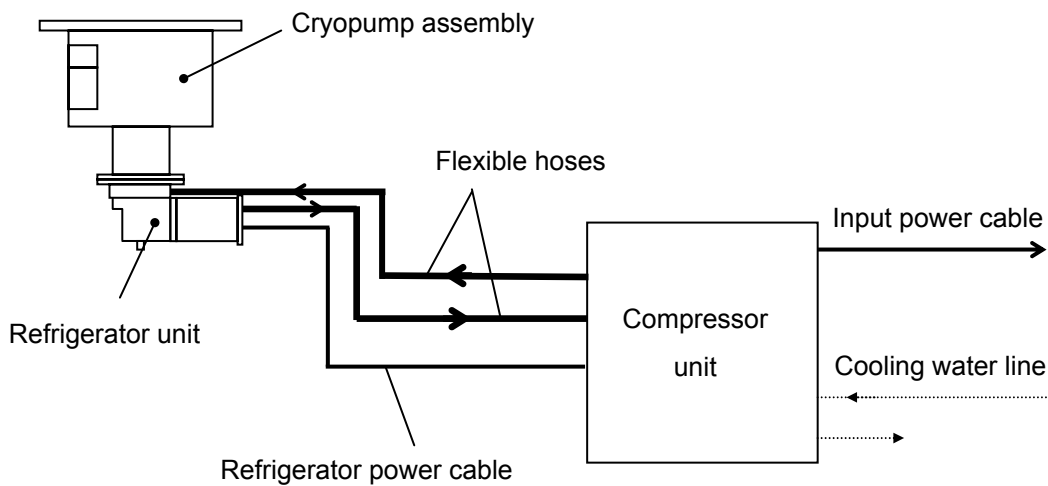 Cryopump assembly
Flexible hoses
Input power cable
Refrigerator unit
Compressor
unit
Cooling water line
Refrigerator power cable